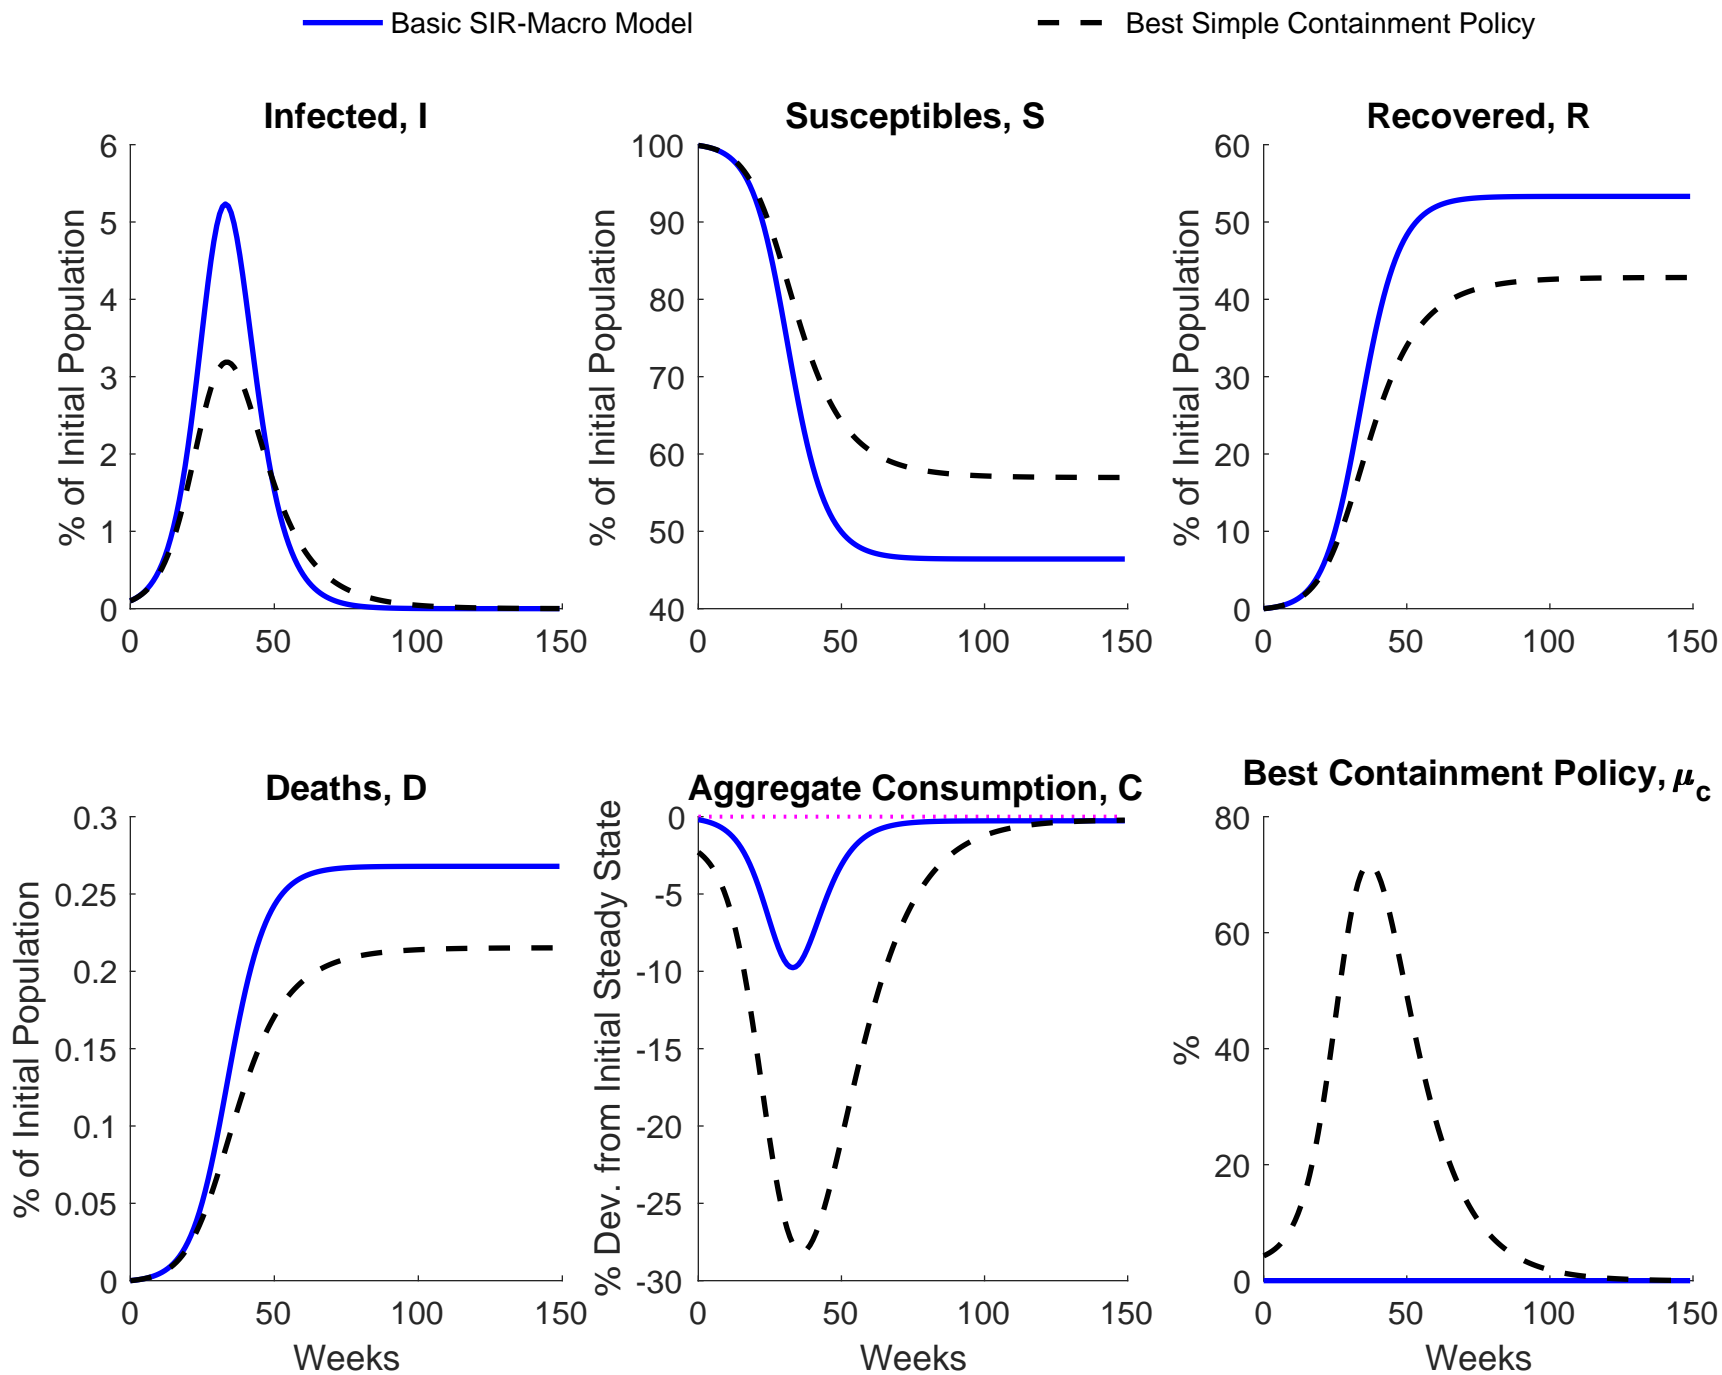 Basic SIR-Macro Model
Best Simple Containment Policy
Infected, I
% of Initial Population
6
5
4
3
2
1
0
0 50 100 150
Susceptibles, S
% of Initial Population
100
90
80
70
60
50
40
0 50 100 150
Recovered, R
% of Initial Population
60
50
40
30
20
10
0
0 50 100 150
Deaths, D
% of Initial Population
0.3
0.25
0.2
0.15
0.1
0.05
0
0 50 100 150
Weeks
Aggregate Consumption, C
% Dev. from Initial Steady State
0
-5
-10
-15
-20
-25
-30
0 50 100 150
Weeks
Best Containment Policy, μc
%
80
60
40
20
0
0 50 100 150
Weeks